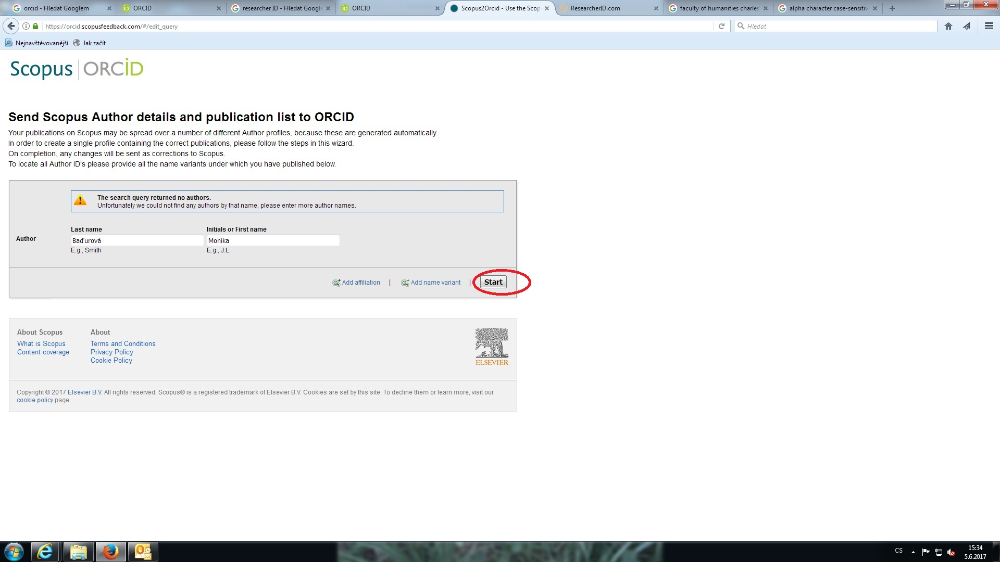 orcid - Hledat Googlem
ORCID
researcher ID - Hledat Google
ORCID
Scopus2Orcid - Use the Scop
ResearcherID.com
faculty of humanities charles
alpha character case-sensitiv
https://orcid.scopusfeedback.com/#/edit_query
Hledat
Nejnavštěvovanější
Jak začít
Scopus ORCID
Send Scopus Author details and publication list to ORCID
Your publications on Scopus may be spread over a number of different Author profiles, because these are generated automatically.
In order to create a single profile containing the correct publications, please follow the steps in this wizard.
On completion, any changes will be sent as corrections to Scopus.
To locate all Author ID's please provide all the name variants under which you have published below.
The search query returned no authors.
Unfortunately we could not find any authors by that name, please enter more author names.
Last name Initials or First name
Author Baďurová Monika
E.g., Smith E.g., J.L.
Add affiliation | Add name variant | Start
About Scopus About
What is Scopus Terms and Conditions
Content coverage Privacy Policy
Cookie Policy
ELSEVIER
Copyright © 2017 Elsevier B.V. All rights reserved. Scopus® is a registered trademark of Elsevier B.V. Cookies are set by this site. To decline them or learn more, visit our
cookie policy page.
CS
15:34
5.6.2017